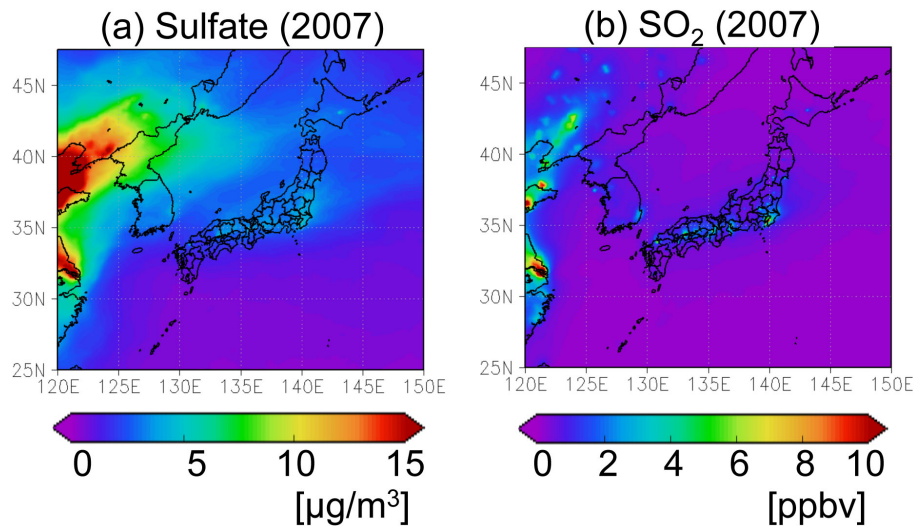 (a) Sulfate (2007)
45N
40N
35N
30N
25N
120E 125E 130E 135E 140E 145E 150E
0 5 10 15
[µg/m³]
(b) SO₂ (2007)
45N
40N
35N
30N
25N
120E 125E 130E 135E 140E 145E 150E
0 2 4 6 8 10
[ppbv]